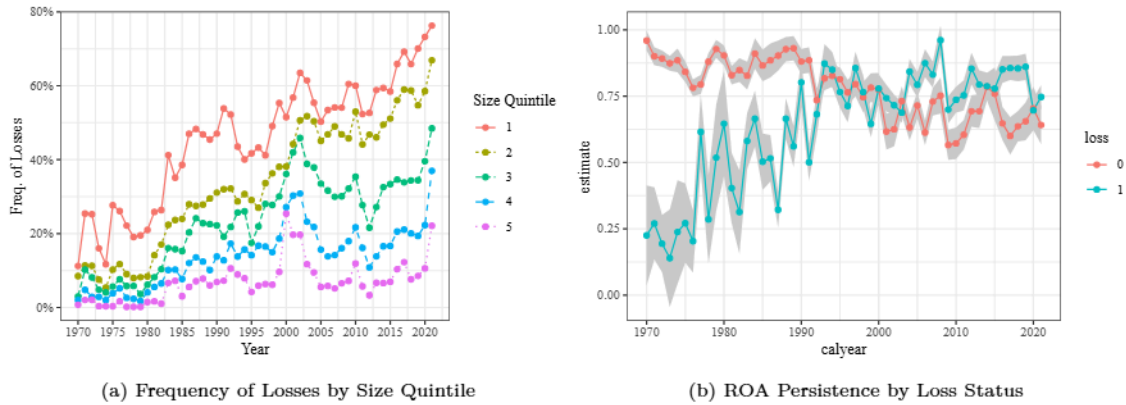 80%
60%
40%
20%
0%
Freq. of Losses
1970 1975 1980 1985 1990 1995 2000 2005 2010 2015 2020
Year
Size Quintile
1
2
3
4
5
(a) Frequency of Losses by Size Quintile
1.00
0.75
0.50
0.25
0.00
estimate
1970 1980 1990 2000 2010 2020
calyear
loss
0
1
(b) ROA Persistence by Loss Status